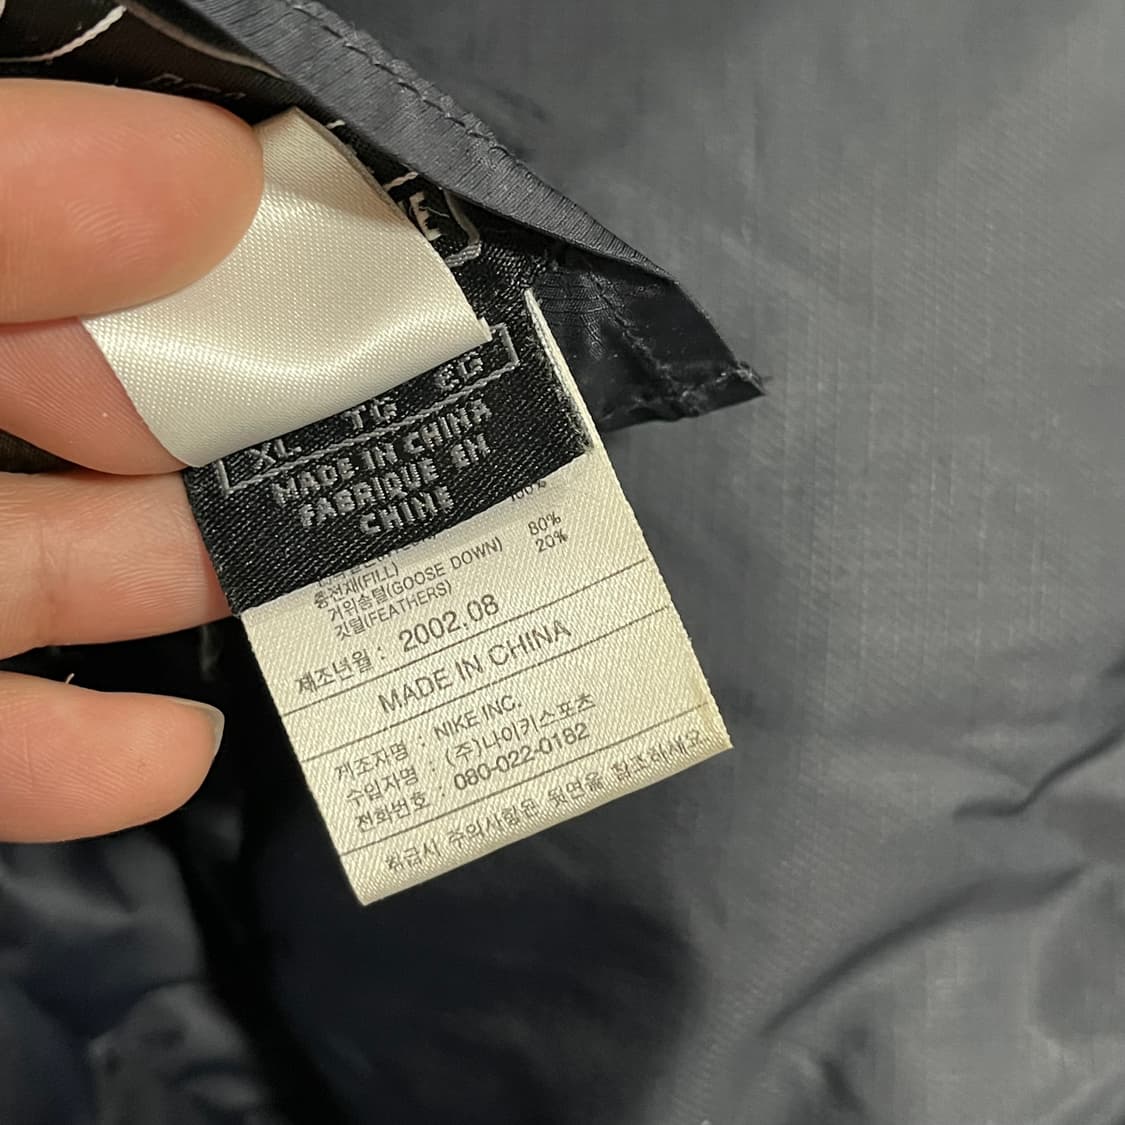 XL TG EG
MADE IN CHINA
FABRIQUE EN
CHINE
100%
충전재(FILL)
거위솜털(GOOSE DOWN) 80%
깃털(FEATHERS) 20%
제조년월 : 2002.08
MADE IN CHINA
제조자명 : NIKE INC.
수입자명 : (주)나이키스포츠
전화번호 : 080-022-0182
취급시 주의사항은 뒷면을 참조하세요.